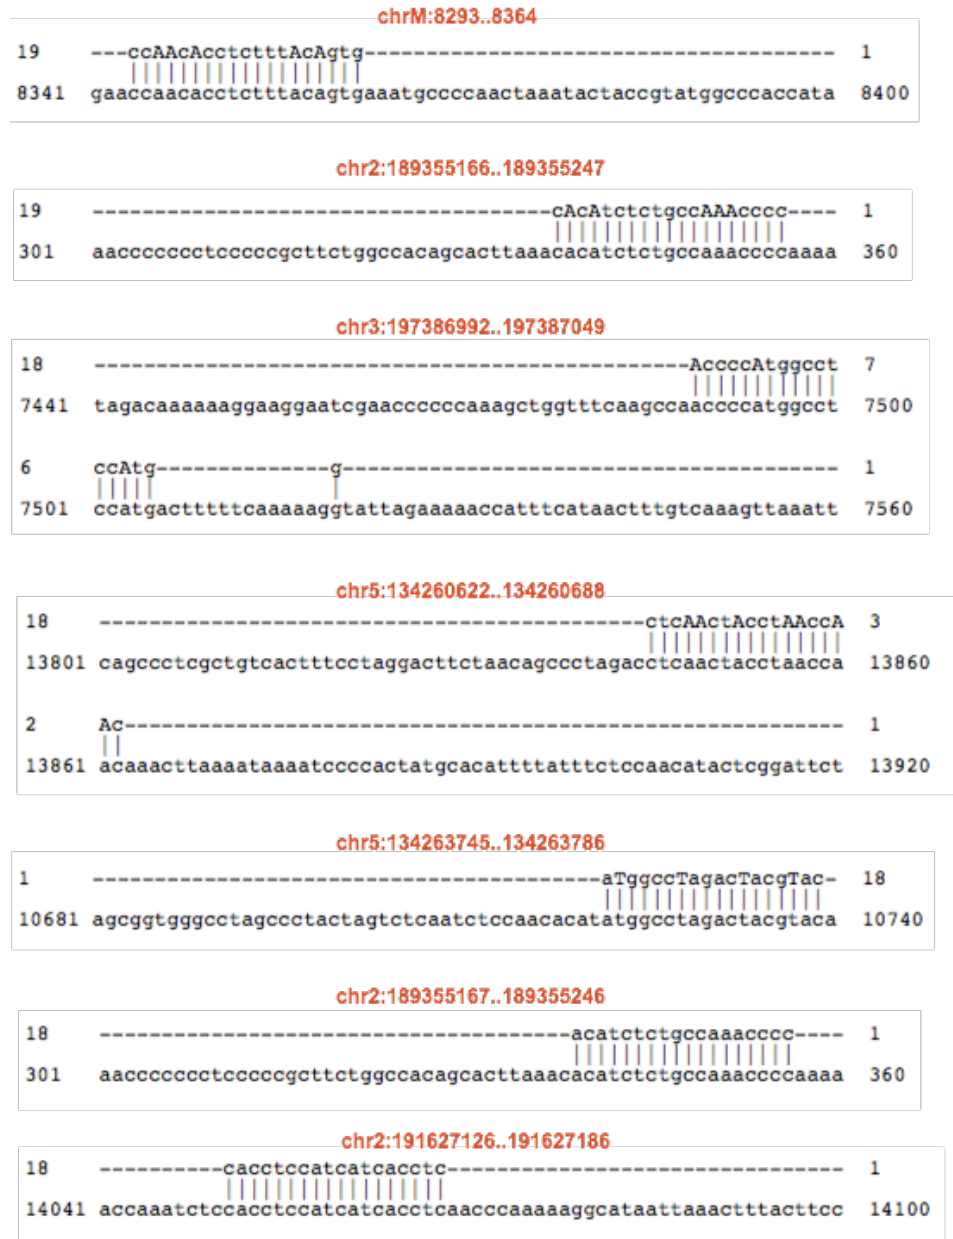 chrM:8293..8364
19 ---ccAAcAcctctttAcAgtg-------------------------------------- 1
8341 gaaccaacacctctttacagtgaaatgccccaactaaatactaccgtatggcccaccata 8400
chr2:189355166..189355247
19 -------------------------------------cAcAtctctgccAAAcccc---- 1
301 aaccccccctcccccgcttctggccacagcacttaaacacatctctgccaaaccccaaaa 360
chr3:197386992..197387049
18 ------------------------------------------------AccccAtggcct 7
7441 tagacaaaaaaggaaggaatcgaaccccccaaagctggtttcaagccaaccccatggcct 7500
6 ccAtg--------------g---------------------------------------- 1
7501 ccatgactttttcaaaaaggtattagaaaaaccatttcataactttgtcaaagttaaatt 7560
chr5:134260622..134260688
18 --------------------------------------------ctcAActAcctAAccA 3
13801 cagccctcgctgtcactttcctaggacttctaacagccctagacctcaactacctaacca 13860
2 Ac---------------------------------------------------------- 1
13861 acaaacttaaaataaaatccccactatgcacattttatttctccaacatactcggattct 13920
chr5:134263745..134263786
1 -----------------------------------------aTggccTagacTacgTac- 18
10681 agcggtgggcctagccctactagtctcaatctccaacacatatggcctagactacgtaca 10740
chr2:189355167..189355246
18 --------------------------------------acatctctgccaaacccc---- 1
301 aaccccccctcccccgcttctggccacagcacttaaacacatctctgccaaaccccaaaa 360
chr2:191627126..191627186
18 ----------cacctccatcatcacctc-------------------------------- 1
14041 accaaatctccacctccatcatcacctcaacccaaaaaggcataattaaactttacttcc 14100